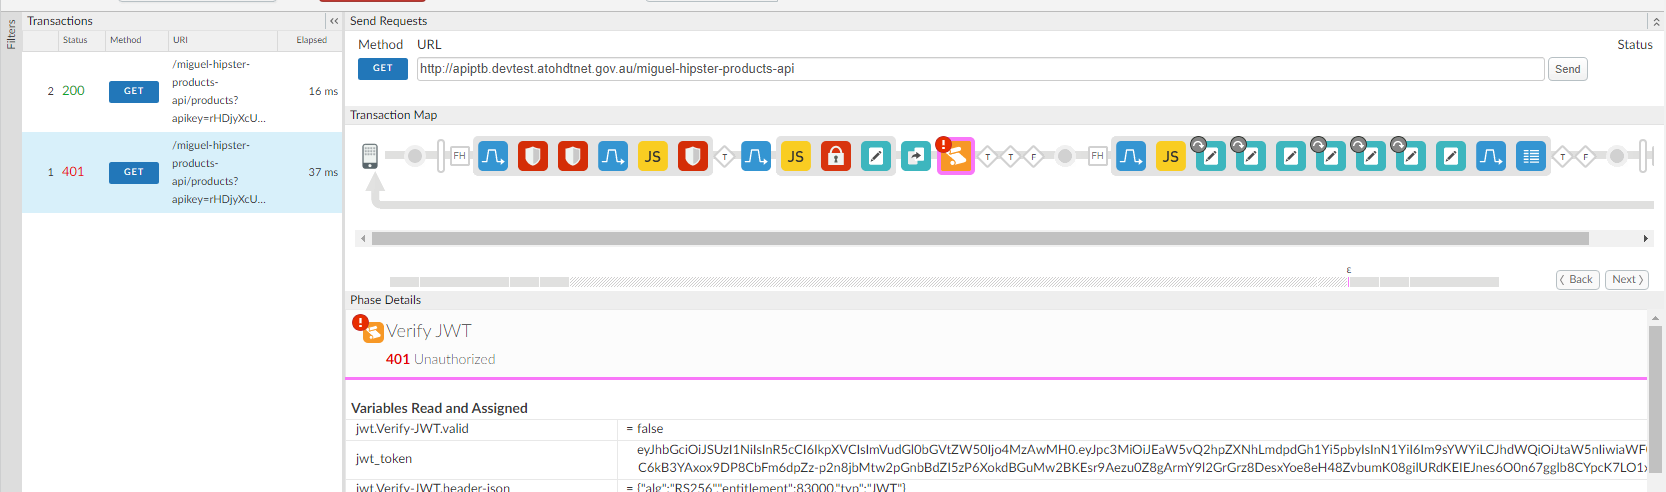 Filters
Transactions
Status Method URI Elapsed
/miguel-hipster-
products-
2 200 GET api/products? 16 ms
apikey=rHDjyXcU...
/miguel-hipster-
products-
1 401 GET api/products? 37 ms
apikey=rHDjyXcU...
Send Requests
Method URL Status
GET http://apiptb.devtest.atohdtnet.gov.au/miguel-hipster-products-api Send
Transaction Map
FH JS T JS T T F FH JS T F
ε
Back Next
Phase Details
Verify JWT
401 Unauthorized
Variables Read and Assigned
jwt.Verify-JWT.valid = false
jwt_token
jwt.Verify-JWT.header-json = {"alg":"RS256","entitlement":83000,"typ":"JWT"}